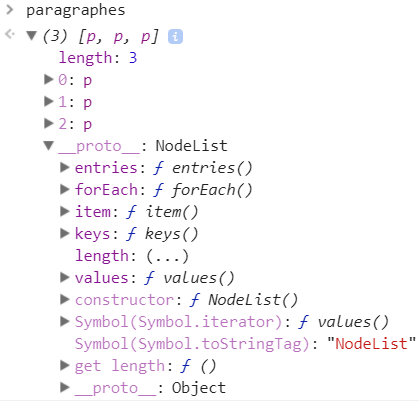 > paragraphes
(3) [p, p, p] i
length: 3
0: p
1: p
2: p
__proto__: NodeList
entries: ƒ entries()
forEach: ƒ forEach()
item: ƒ item()
keys: ƒ keys()
length: (...)
values: ƒ values()
constructor: ƒ NodeList()
Symbol(Symbol.iterator): ƒ values()
Symbol(Symbol.toStringTag): "NodeList"
get length: ƒ ()
__proto__: Object